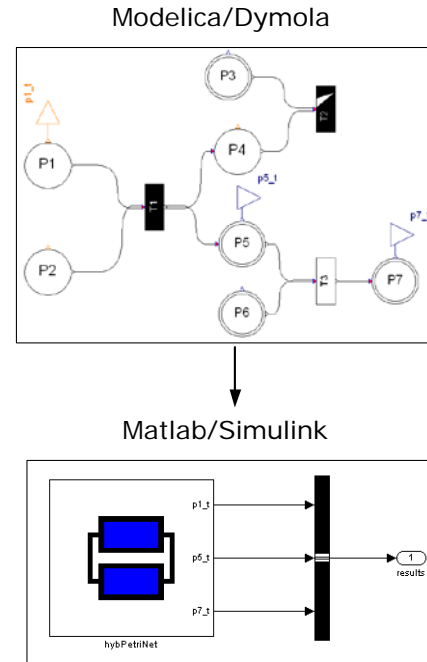 Modelica/Dymola
p1_t
P3
T2
P1
P4
T1
p5_t
p7_t
P5
P2
P7
T3
P6
Matlab/Simulink
p1_t
p5_t
1
results
p7_t
hybPetriNet